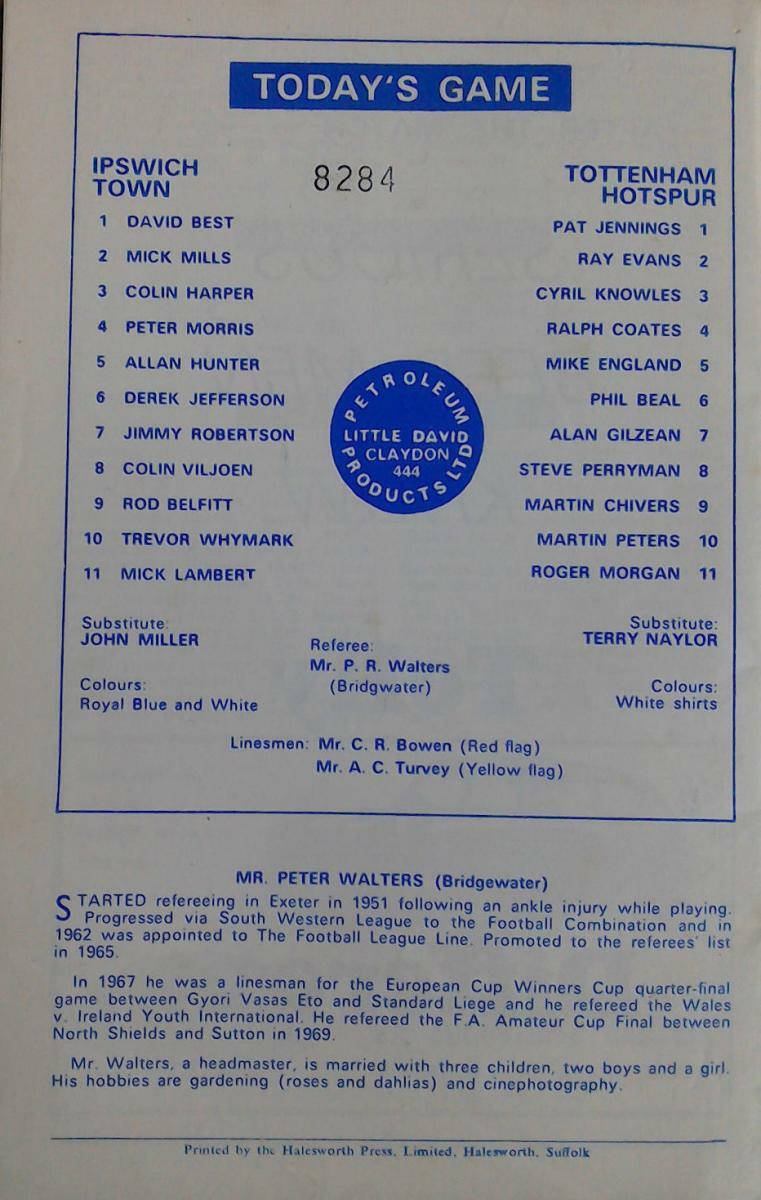 TODAY'S GAME
IPSWICH
TOWN
8284
TOTTENHAM
HOTSPUR
1 DAVID BEST
2 MICK MILLS
3 COLIN HARPER
4 PETER MORRIS
5 ALLAN HUNTER
6 DEREK JEFFERSON
7 JIMMY ROBERTSON
8 COLIN VILJOEN
9 ROD BELFITT
10 TREVOR WHYMARK
11 MICK LAMBERT
PAT JENNINGS 1
RAY EVANS 2
CYRIL KNOWLES 3
RALPH COATES 4
MIKE ENGLAND 5
PHIL BEAL 6
ALAN GILZEAN 7
STEVE PERRYMAN 8
MARTIN CHIVERS 9
MARTIN PETERS 10
ROGER MORGAN 11
PETROLEUM
LITTLE DAVID
CLAYDON
444
PRODUCTS LTD
Substitute:
JOHN MILLER
Colours:
Royal Blue and White
Referee:
Mr. P. R. Walters
(Bridgwater)
Substitute:
TERRY NAYLOR
Colours:
White shirts
Linesmen: Mr. C. R. Bowen (Red flag)
Mr. A. C. Turvey (Yellow flag)
MR. PETER WALTERS (Bridgewater)
STARTED refereeing in Exeter in 1951 following an ankle injury while playing.
Progressed via South Western League to the Football Combination and in
1962 was appointed to The Football League Line. Promoted to the referees' list
in 1965.
In 1967 he was a linesman for the European Cup Winners Cup quarter-final
game between Gyori Vasas Eto and Standard Liege and he refereed the Wales
v. Ireland Youth International. He refereed the F.A. Amateur Cup Final between
North Shields and Sutton in 1969.
Mr. Walters, a headmaster, is married with three children, two boys and a girl.
His hobbies are gardening (roses and dahlias) and cinephotography.
Printed by the Halesworth Press, Limited, Halesworth, Suffolk